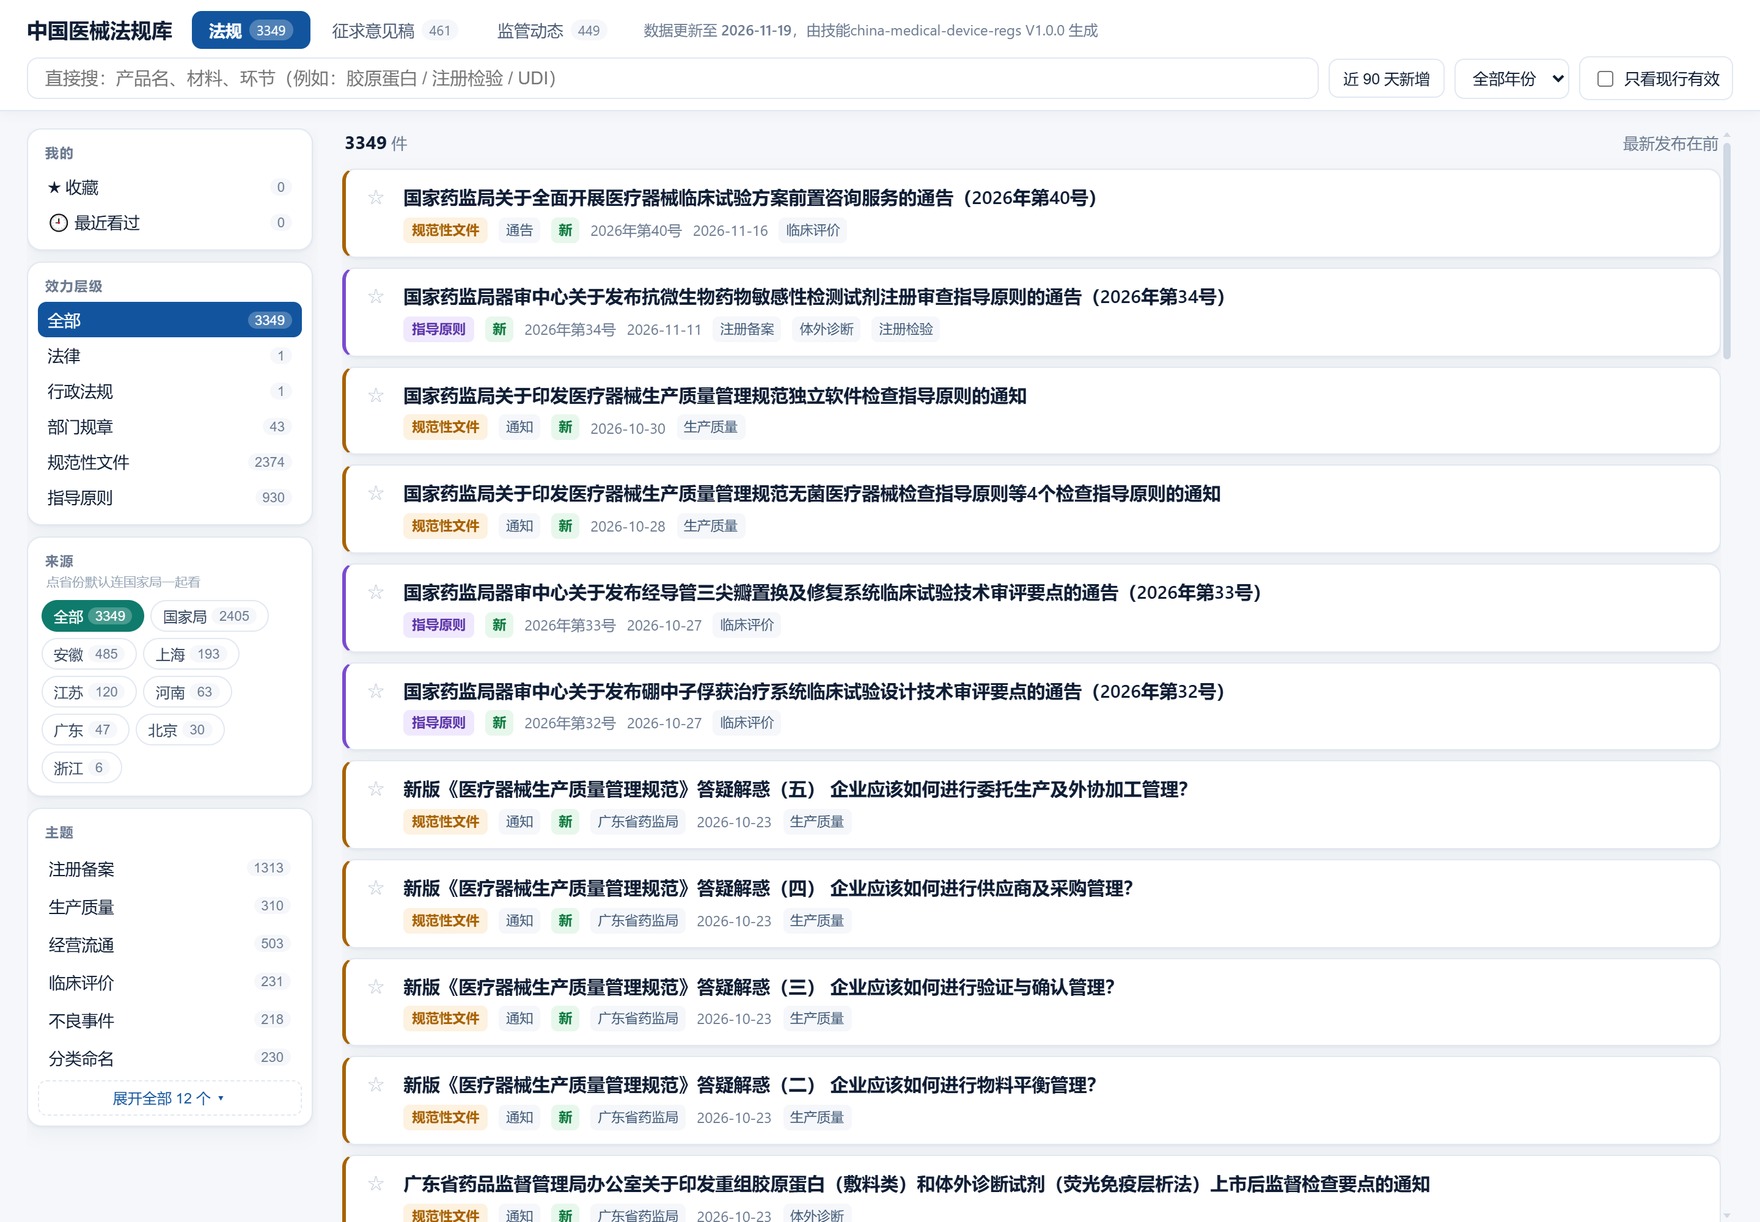 中国医械法规库 法规 3349 征求意见稿 461 监管动态 449 数据更新至 2026-11-19，由技能china-medical-device-regs V1.0.0 生成
直接搜：产品名、材料、环节（例如：胶原蛋白 / 注册检验 / UDI） 近 90 天新增 全部年份 只看现行有效
我的
★ 收藏 0
最近看过 0
效力层级
全部 3349
法律 1
行政法规 1
部门规章 43
规范性文件 2374
指导原则 930
来源
点省份默认连国家局一起看
全部 3349 国家局 2405
安徽 485 上海 193
江苏 120 河南 63
广东 47 北京 30
浙江 6
主题
注册备案 1313
生产质量 310
经营流通 503
临床评价 231
不良事件 218
分类命名 230
展开全部 12 个 ▾
3349 件 最新发布在前
☆ 国家药监局关于全面开展医疗器械临床试验方案前置咨询服务的通告（2026年第40号）
规范性文件 通告 新 2026年第40号 2026-11-16 临床评价
☆ 国家药监局器审中心关于发布抗微生物药物敏感性检测试剂注册审查指导原则的通告（2026年第34号）
指导原则 新 2026年第34号 2026-11-11 注册备案 体外诊断 注册检验
☆ 国家药监局关于印发医疗器械生产质量管理规范独立软件检查指导原则的通知
规范性文件 通知 新 2026-10-30 生产质量
☆ 国家药监局关于印发医疗器械生产质量管理规范无菌医疗器械检查指导原则等4个检查指导原则的通知
规范性文件 通知 新 2026-10-28 生产质量
☆ 国家药监局器审中心关于发布经导管三尖瓣置换及修复系统临床试验技术审评要点的通告（2026年第33号）
指导原则 新 2026年第33号 2026-10-27 临床评价
☆ 国家药监局器审中心关于发布硼中子俘获治疗系统临床试验设计技术审评要点的通告（2026年第32号）
指导原则 新 2026年第32号 2026-10-27 临床评价
☆ 新版《医疗器械生产质量管理规范》答疑解惑（五） 企业应该如何进行委托生产及外协加工管理？
规范性文件 通知 新 广东省药监局 2026-10-23 生产质量
☆ 新版《医疗器械生产质量管理规范》答疑解惑（四） 企业应该如何进行供应商及采购管理？
规范性文件 通知 新 广东省药监局 2026-10-23 生产质量
☆ 新版《医疗器械生产质量管理规范》答疑解惑（三） 企业应该如何进行验证与确认管理？
规范性文件 通知 新 广东省药监局 2026-10-23 生产质量
☆ 新版《医疗器械生产质量管理规范》答疑解惑（二） 企业应该如何进行物料平衡管理？
规范性文件 通知 新 广东省药监局 2026-10-23 生产质量
☆ 广东省药品监督管理局办公室关于印发重组胶原蛋白（敷料类）和体外诊断试剂（荧光免疫层析法）上市后监督检查要点的通知
规范性文件 通知 新 广东省药监局 2026-10-23 体外诊断